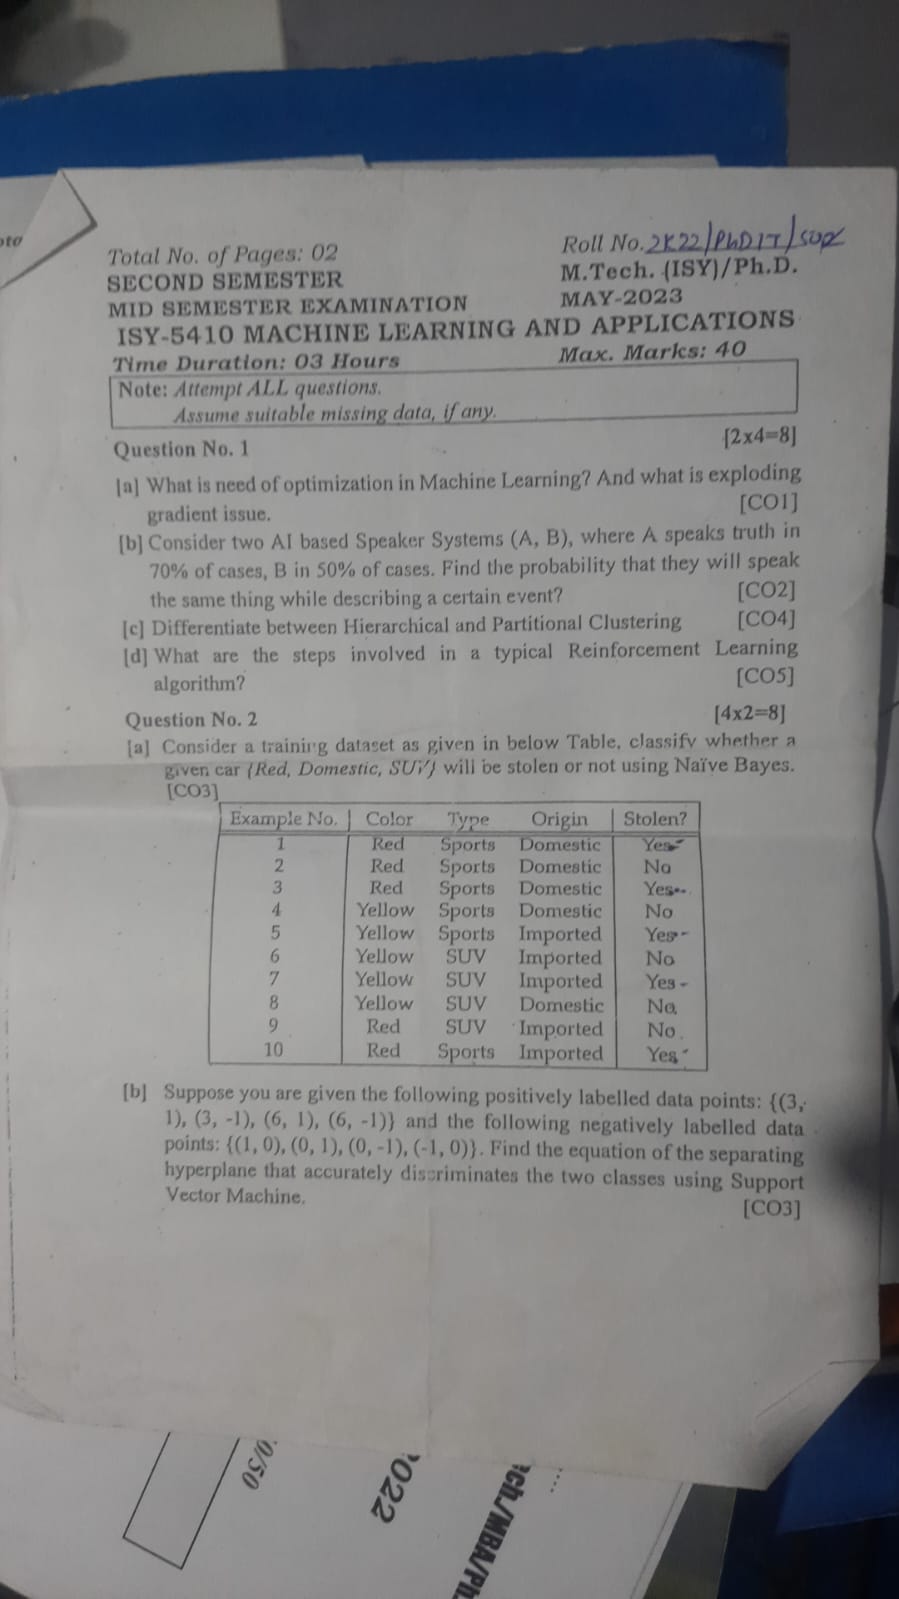 Total No. of Pages: 02
Roll No. 2K22/PhDIT/
SECOND SEMESTER
M.Tech. (ISY)/Ph.D.
MID SEMESTER EXAMINATION
MAY-2023
ISY-5410 MACHINE LEARNING AND APPLICATIONS
Time Duration: 03 Hours
Max. Marks: 40
Note: Attempt ALL questions.
Assume suitable missing data, if any.
Question No. 1 [2x4=8]
[a] What is need of optimization in Machine Learning? And what is exploding
gradient issue. [CO1]
[b] Consider two AI based Speaker Systems (A, B), where A speaks truth in
70% of cases, B in 50% of cases. Find the probability that they will speak
the same thing while describing a certain event? [CO2]
[c] Differentiate between Hierarchical and Partitional Clustering [CO4]
[d] What are the steps involved in a typical Reinforcement Learning
algorithm? [CO5]
Question No. 2 [4x2=8]
[a] Consider a training dataset as given in below Table, classify whether a
given car {Red, Domestic, SUV} will be stolen or not using Naïve Bayes.
[CO3]
Example No. Color Type Origin Stolen?
1 Red Sports Domestic Yes
2 Red Sports Domestic No
3 Red Sports Domestic Yes
4 Yellow Sports Domestic No
5 Yellow Sports Imported Yes
6 Yellow SUV Imported No
7 Yellow SUV Imported Yes
8 Yellow SUV Domestic No
9 Red SUV Imported No
10 Red Sports Imported Yes
[b] Suppose you are given the following positively labelled data points: {(3,
1), (3, -1), (6, 1), (6, -1)} and the following negatively labelled data
points: {(1, 0), (0, 1), (0, -1), (-1, 0)}. Find the equation of the separating
hyperplane that accurately discriminates the two classes using Support
Vector Machine. [CO3]
0/50
2022
ech./MBA/Ph.